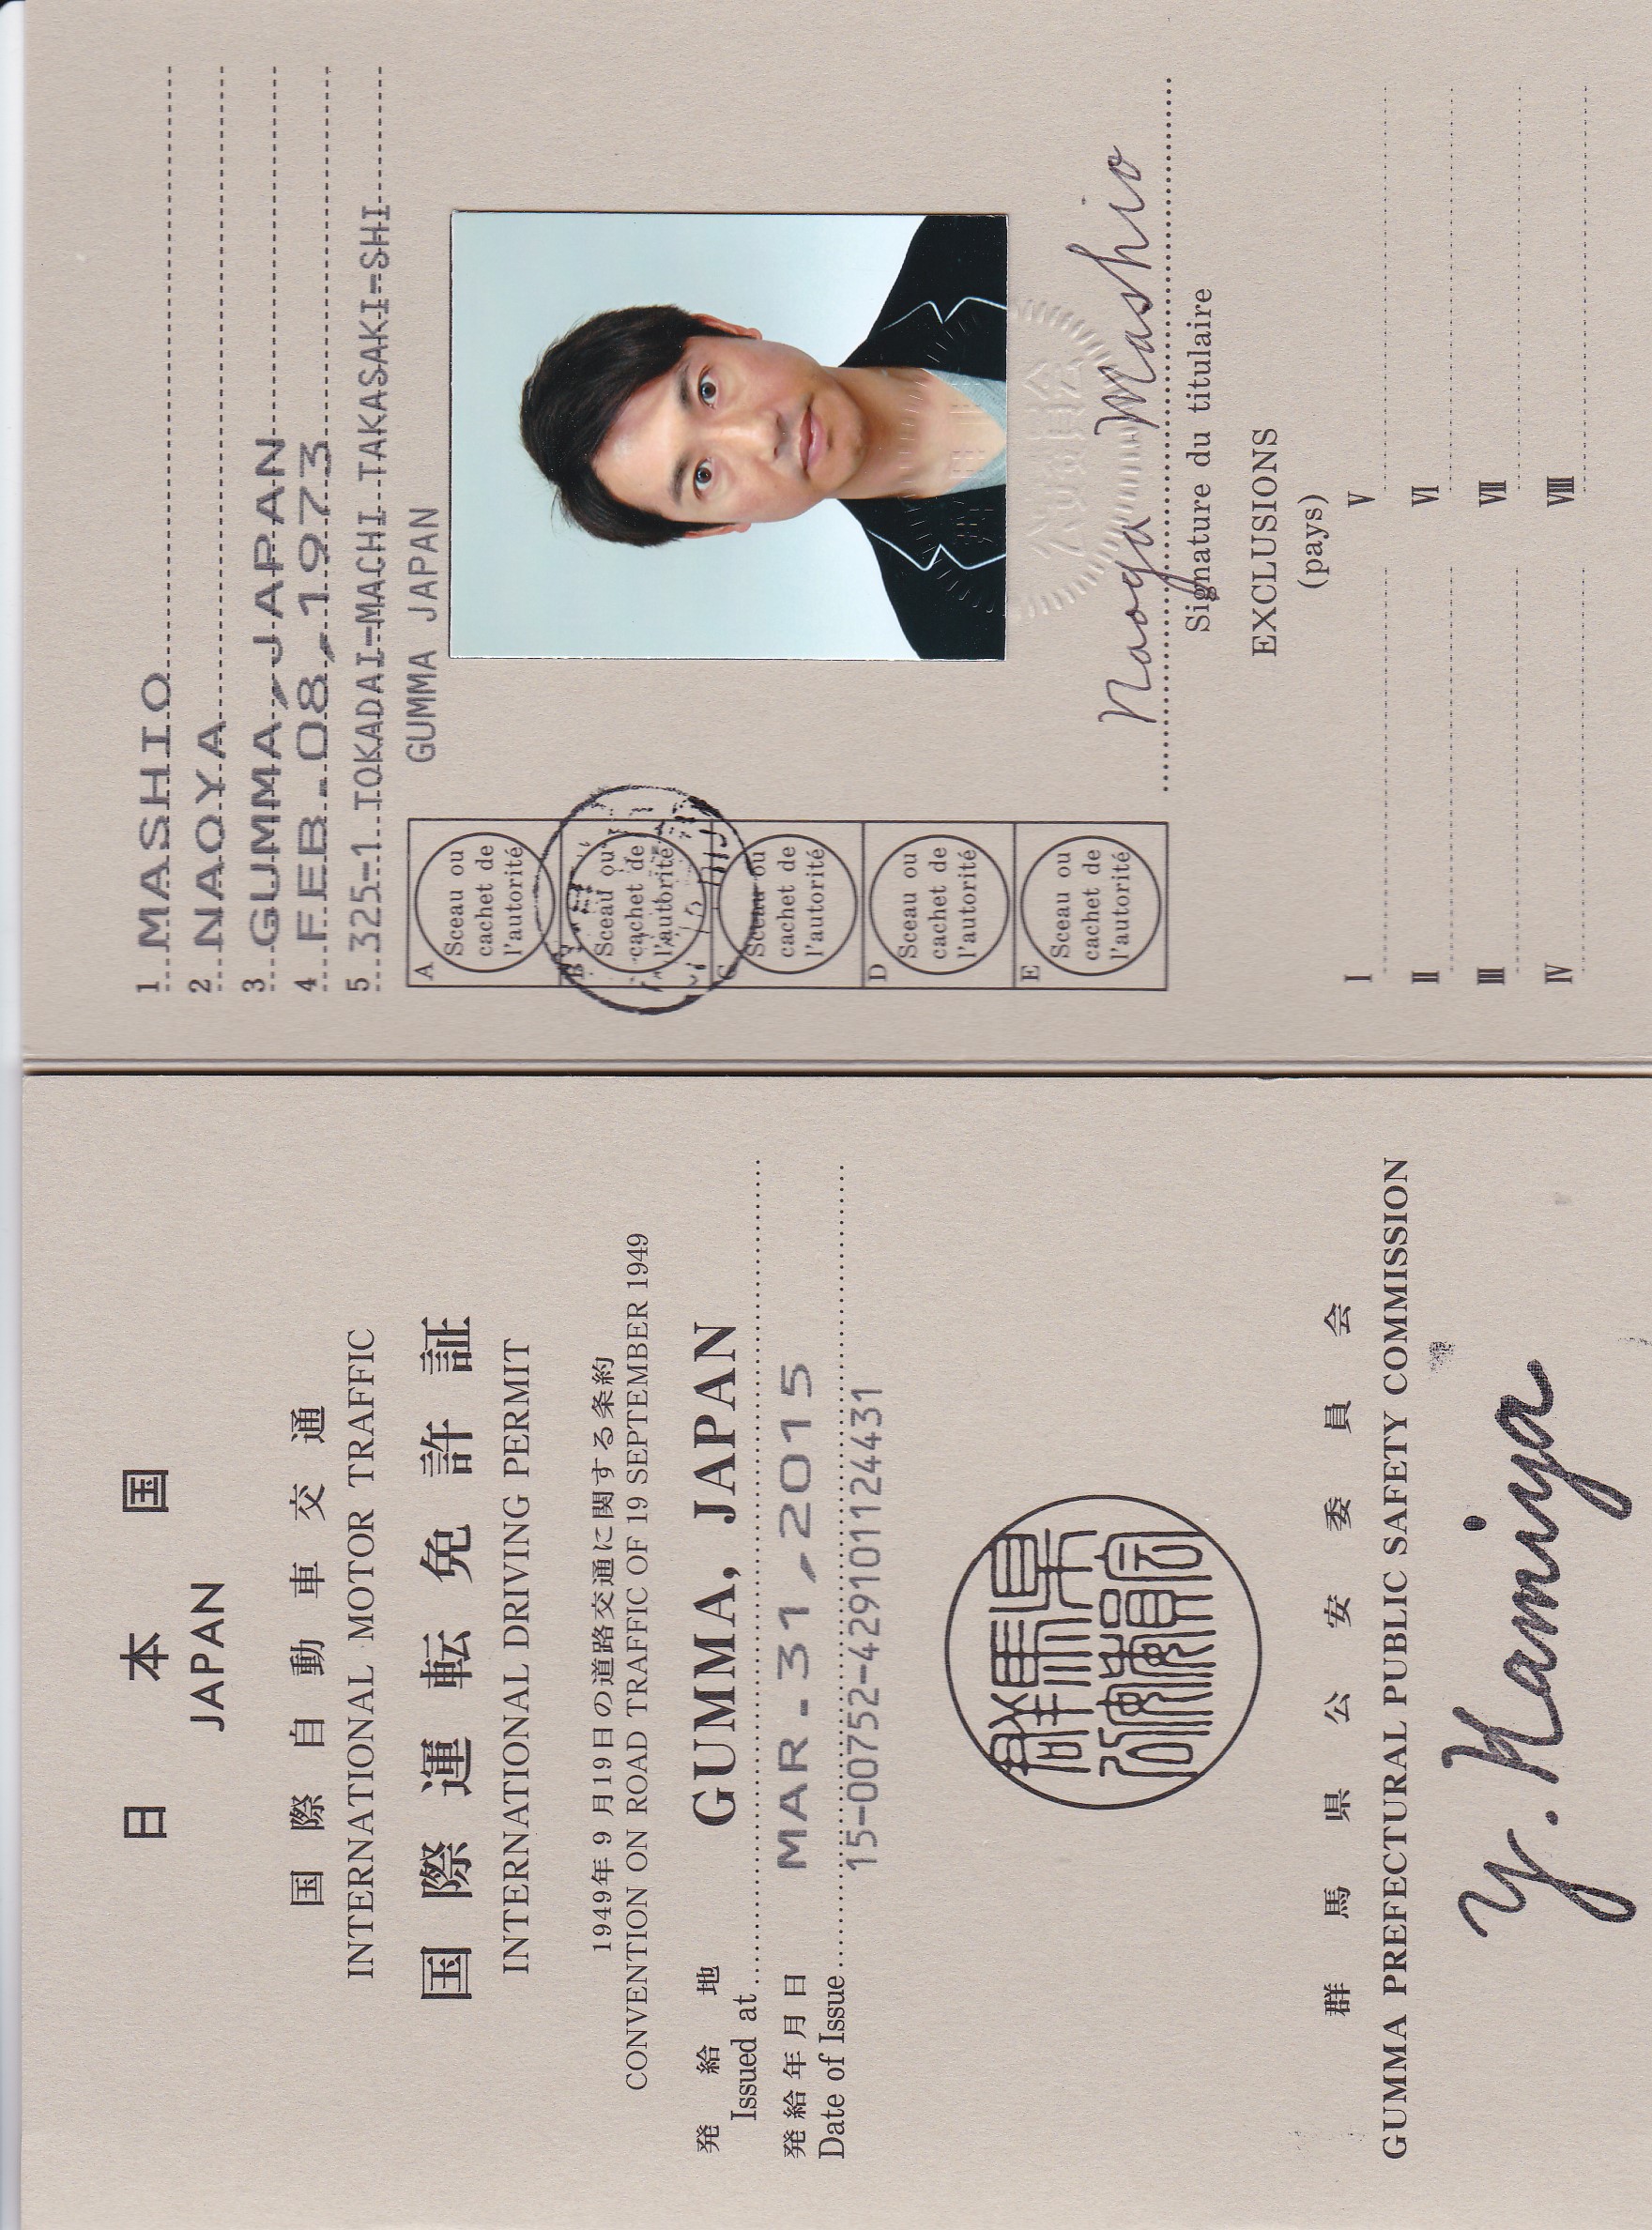 日本国
JAPAN
国際自動車交通
INTERNATIONAL MOTOR TRAFFIC
国際運転免許証
INTERNATIONAL DRIVING PERMIT
1949年9月19日の道路交通に関する条約
CONVENTION ON ROAD TRAFFIC OF 19 SEPTEMBER 1949
発給地
Issued at GUMMA, JAPAN
発給年月日 MAR.31,2015
Date of Issue 15-00752-429101124431
群馬県公安委員会
GUMMA PREFECTURAL PUBLIC SAFETY COMMISSION
y. Kamiya
1 MASHIO
2 NAOYA
3 GUMMA,JAPAN
4 FEB.08,1973
5 325-1 TOKADAI-MACHI TAKASAKI-SHI
GUMMA JAPAN
A Sceau ou cachet de l'autorité
B Sceau ou cachet de l'autorité
C Sceau ou cachet de l'autorité
D Sceau ou cachet de l'autorité
E Sceau ou cachet de l'autorité
Naoya Mashio
Signature du titulaire
EXCLUSIONS
(pays)
I V
II VI
III VII
IV VIII